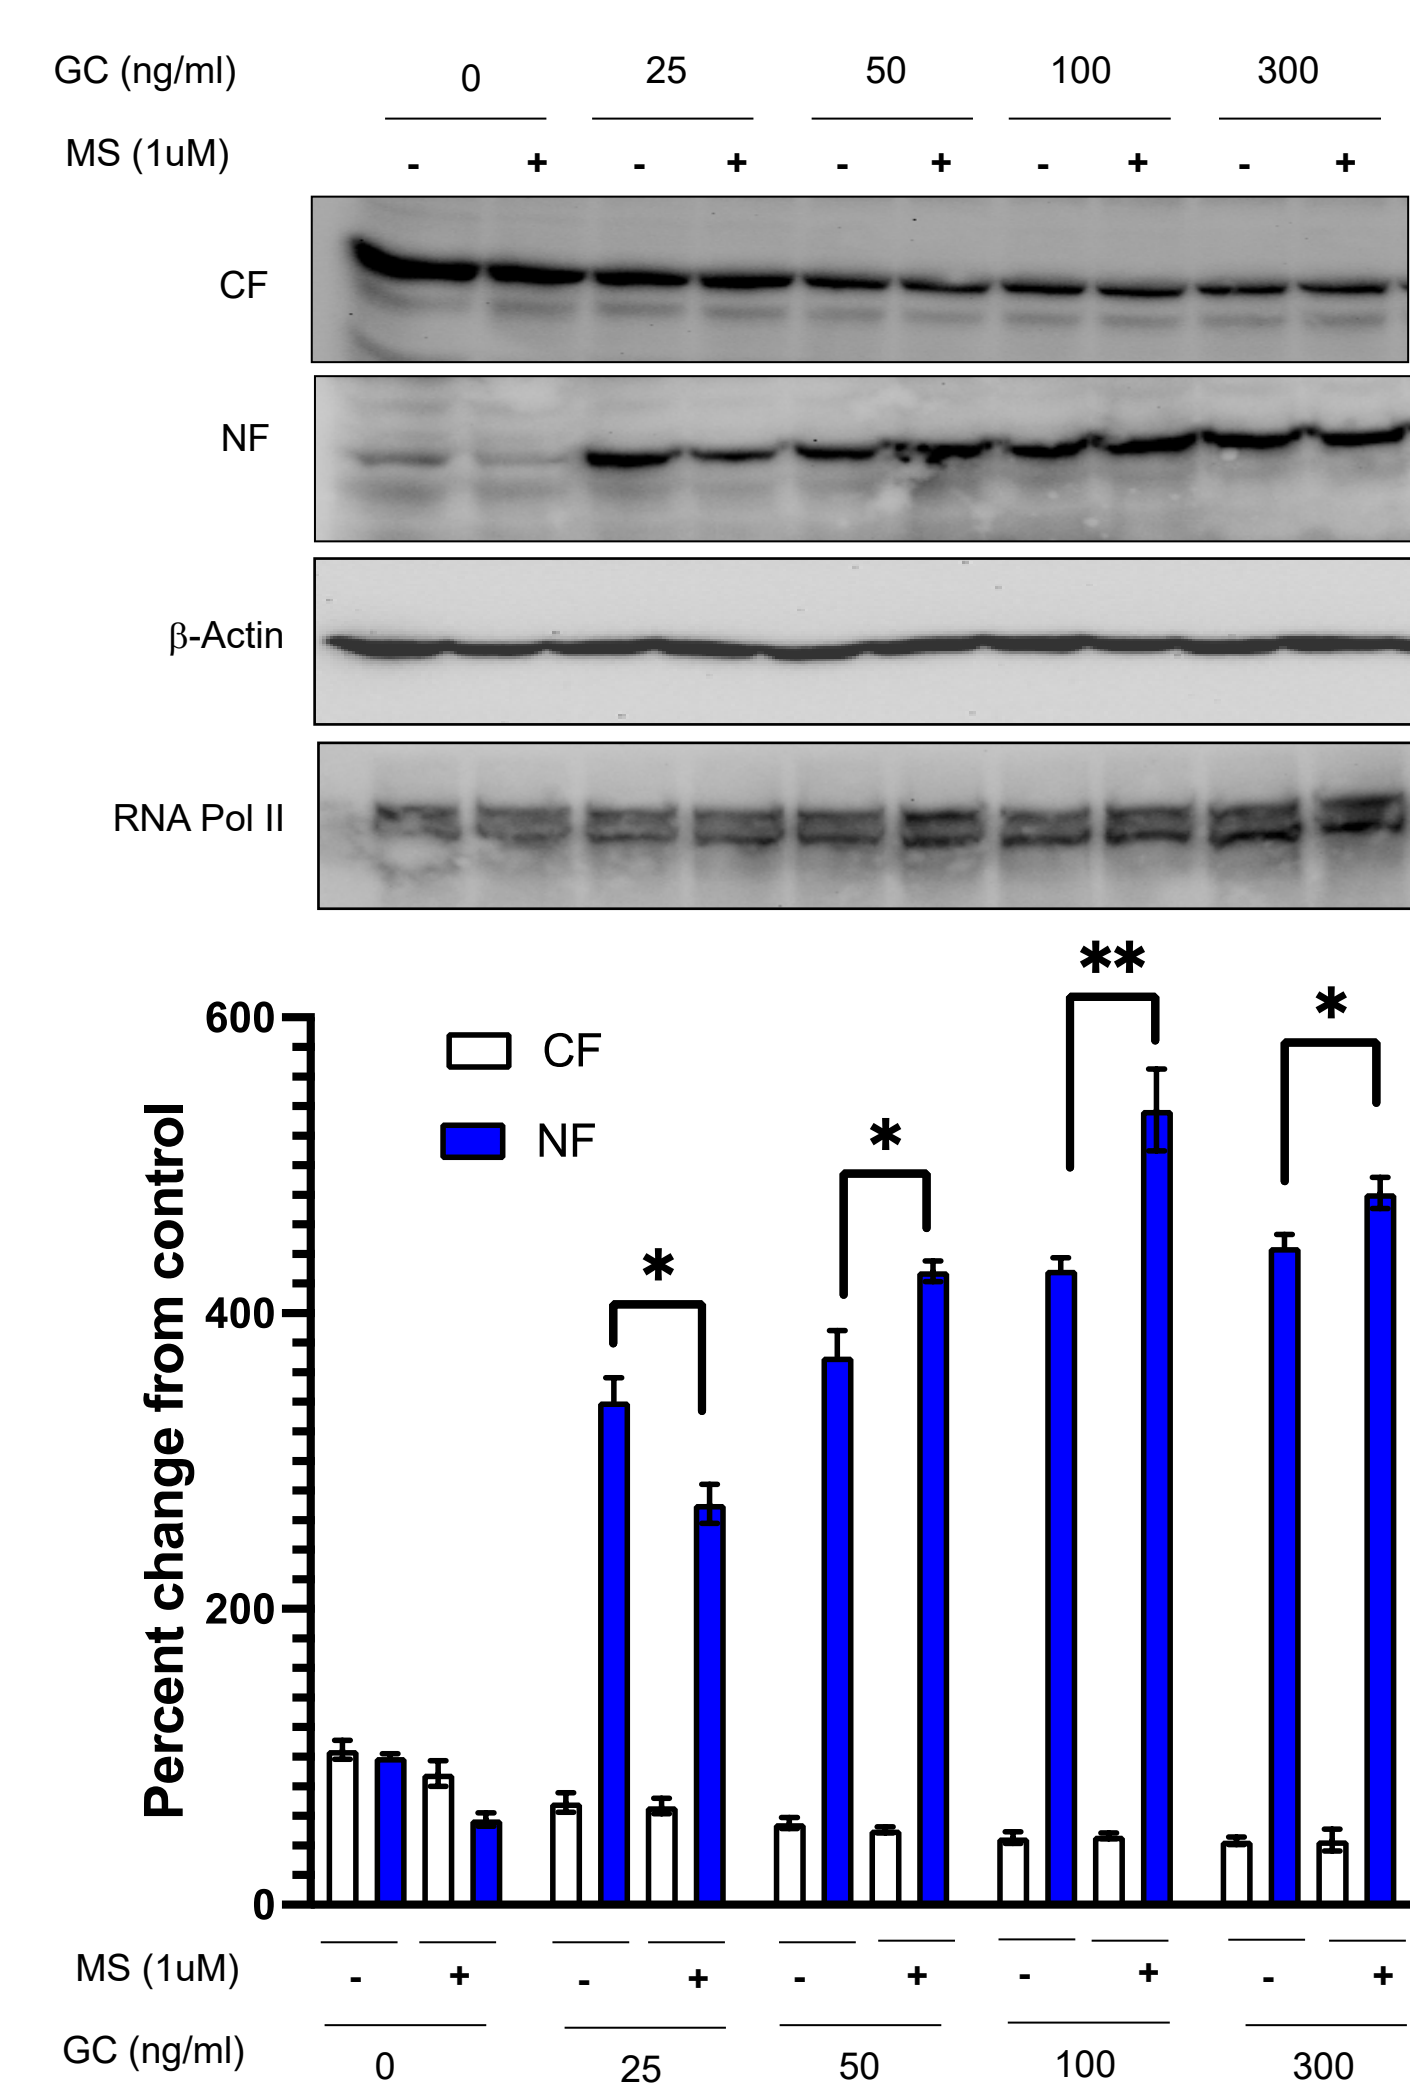 GC (ng/ml) 0 25 50 100 300
MS (1uM) - + - + - + - + - +
CF
NF
β-Actin
RNA Pol II
Percent change from control
600
400
200
0
CF
NF
*
*
**
*
MS (1uM) - + - + - + - + - +
GC (ng/ml) 0 25 50 100 300